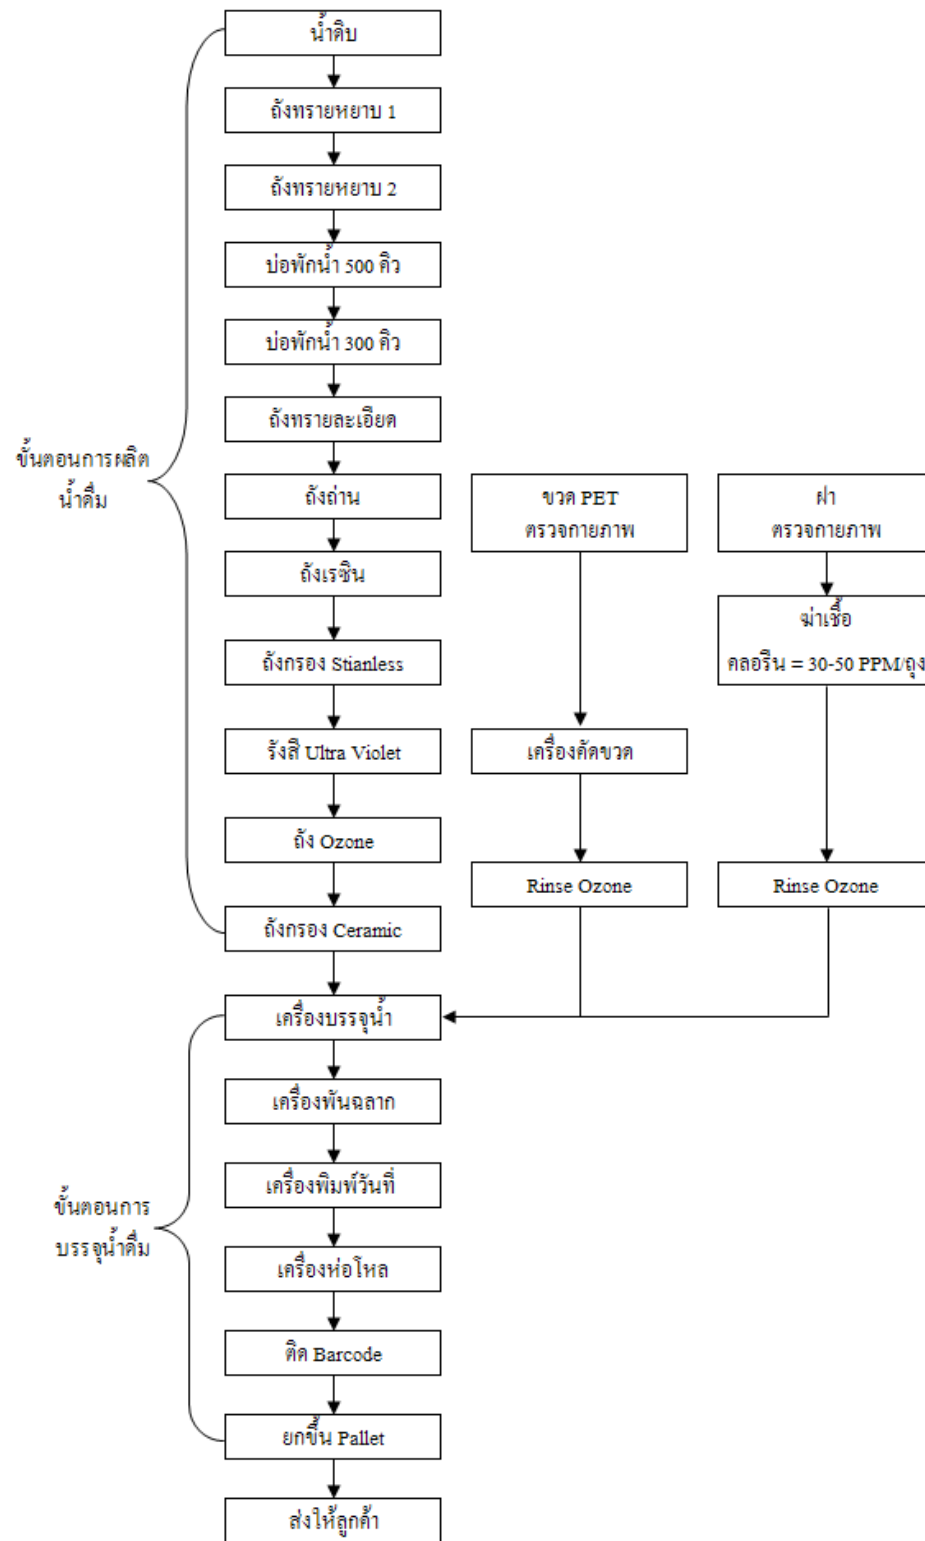 น้ำดิบ
ถังทรายหยาบ 1
ถังทรายหยาบ 2
บ่อพักน้ำ 500 คิว
บ่อพักน้ำ 300 คิว
ถังทรายละเอียด
ขั้นตอนการผลิต
น้ำดื่ม
ถังถ่าน
ถังเรซิน
ถังกรอง Stianless
รังสี Ultra Violet
ถัง Ozone
ถังกรอง Ceramic
ขวด PET
ตรวจกายภาพ
เครื่องคัดขวด
Rinse Ozone
ฝา
ตรวจกายภาพ
ฆ่าเชื้อ
คลอรีน = 30-50 PPM/ถุง
Rinse Ozone
เครื่องบรรจุน้ำ
เครื่องพันฉลาก
เครื่องพิมพ์วันที่
ขั้นตอนการ
บรรจุน้ำดื่ม
เครื่องห่อโหล
ติด Barcode
ยกขึ้น Pallet
ส่งให้ลูกค้า